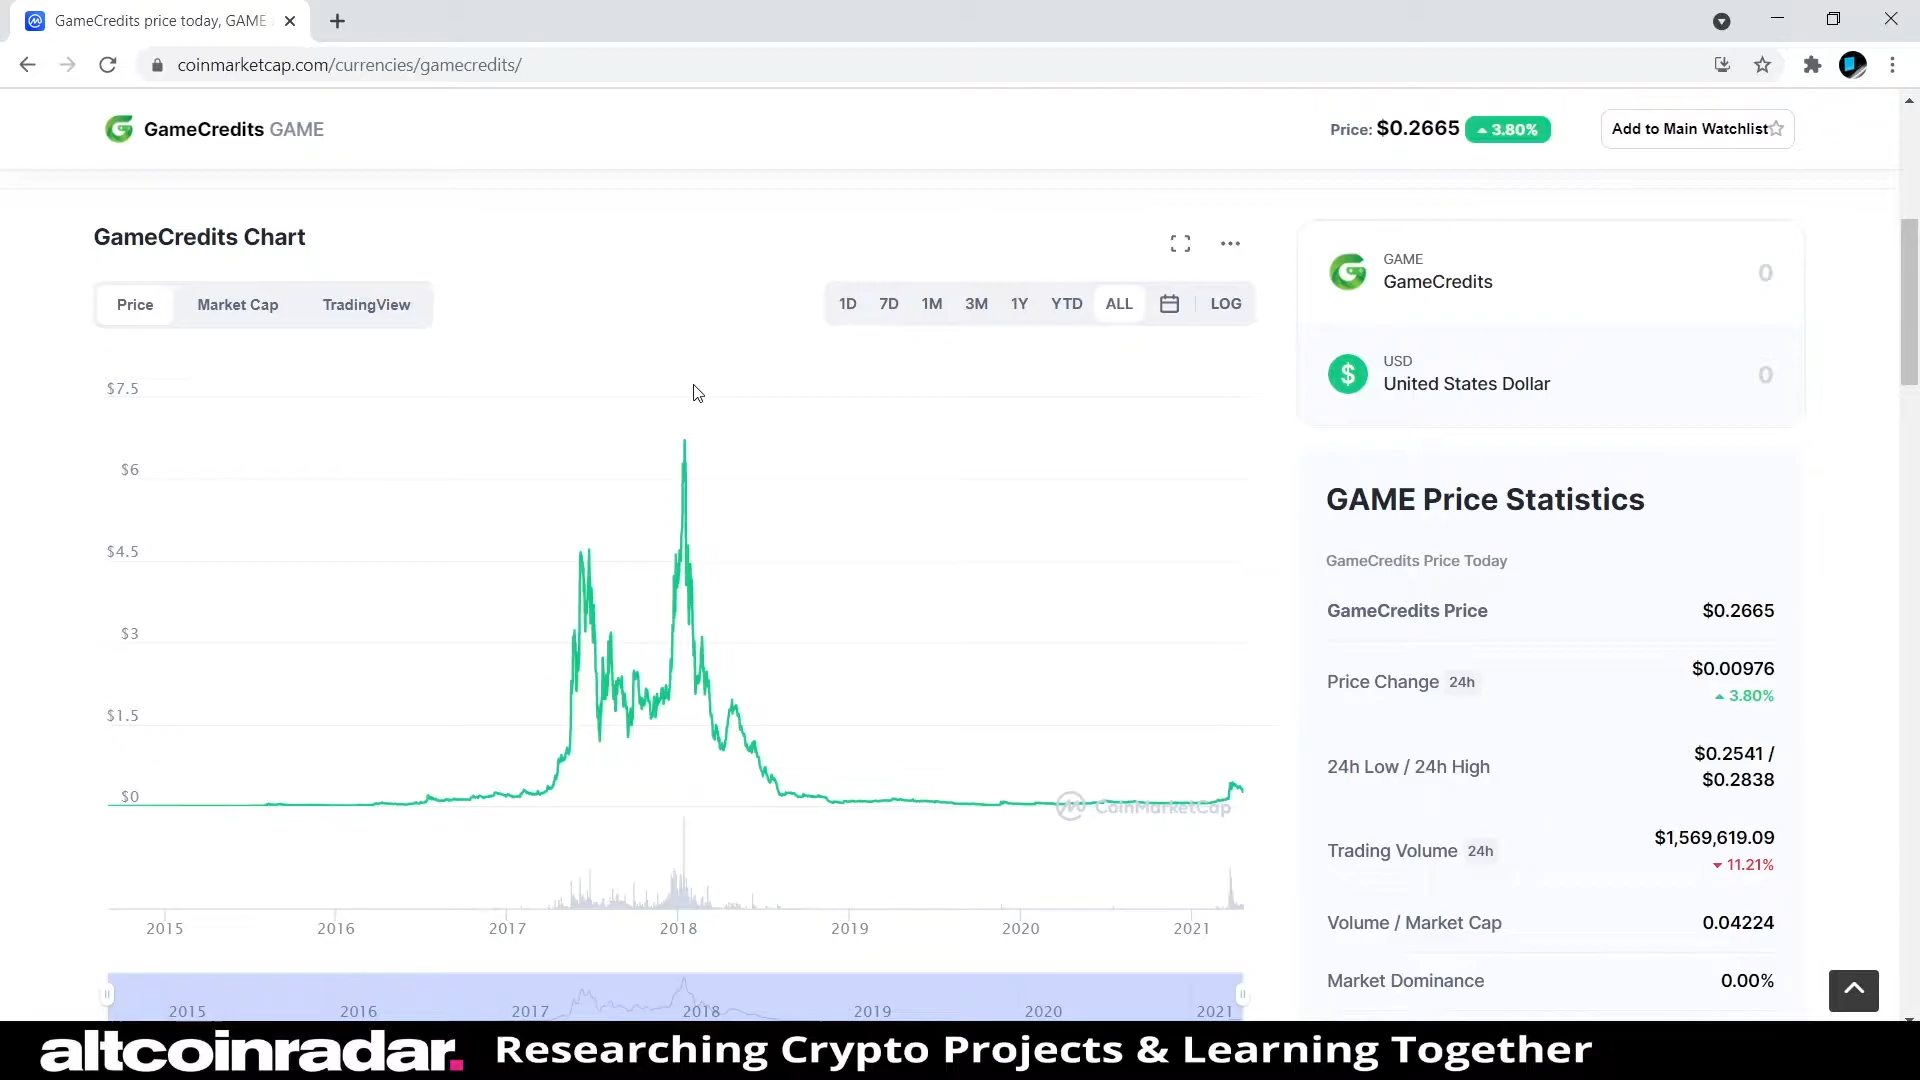 GameCredits price today, GAME
coinmarketcap.com/currencies/gamecredits/
GameCredits GAME
Price: $0.2665 3.80%
Add to Main Watchlist
GameCredits Chart
Price Market Cap TradingView
1D 7D 1M 3M 1Y YTD ALL LOG
$7.5
$6
$4.5
$3
$1.5
$0
CoinMarketCap
2015 2016 2017 2018 2019 2020 2021
2015 2016 2017 2018 2019 2020 2021
GAME
GameCredits
0
USD
United States Dollar
0
GAME Price Statistics
GameCredits Price Today
GameCredits Price $0.2665
Price Change 24h $0.00976
3.80%
24h Low / 24h High $0.2541 /
$0.2838
Trading Volume 24h $1,569,619.09
11.21%
Volume / Market Cap 0.04224
Market Dominance 0.00%
altcoinradar. Researching Crypto Projects & Learning Together